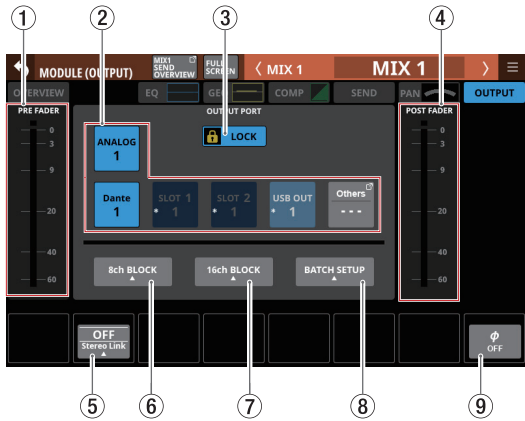 1 2 3 4
MODULE (OUTPUT)
MIX1
SEND
OVERVIEW
FULL
SCREEN
MIX 1
MIX 1
OVERVIEW
EQ
GEQ
COMP
SEND
PAN
OUTPUT
PRE FADER
OUTPUT PORT
POST FADER
LOCK
0
3
9
20
40
60
ANALOG
1
Dante
1
SLOT 1
* 1
SLOT 2
* 1
USB OUT
* 1
Others
- - -
8ch BLOCK
16ch BLOCK
BATCH SETUP
0
3
9
20
40
60
OFF
Stereo Link
ϕ
OFF
5 6 7 8 9